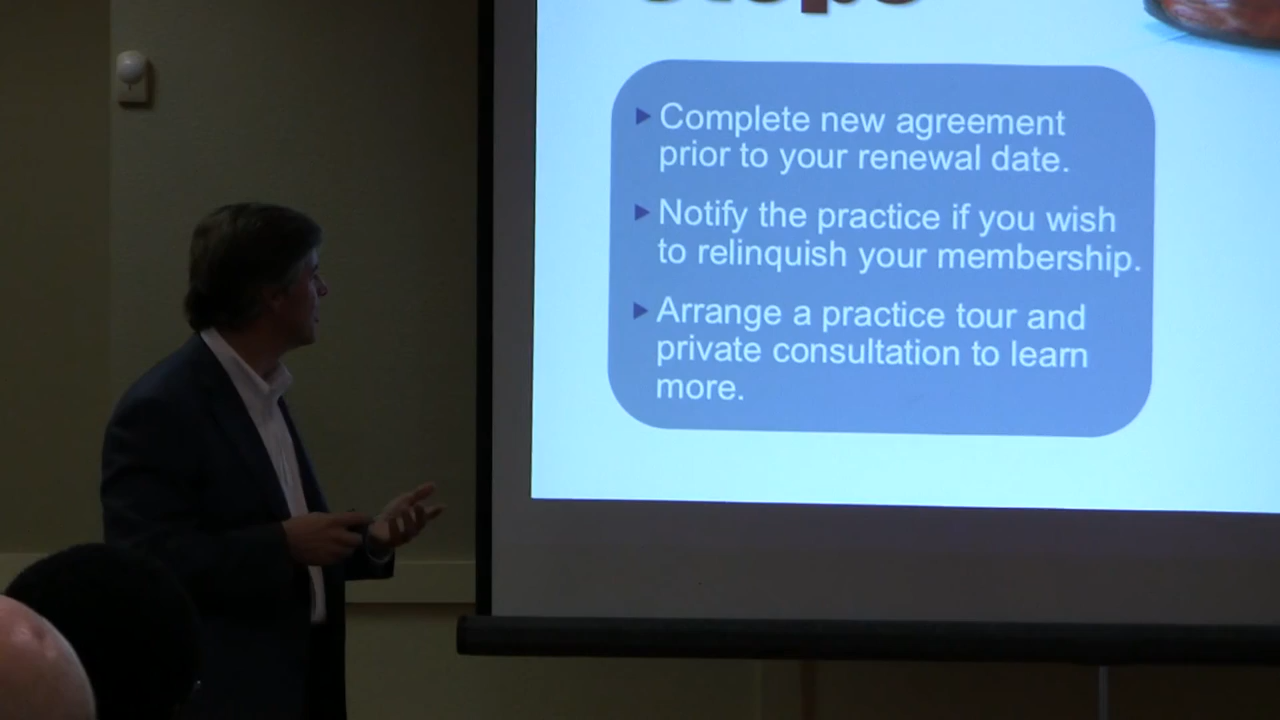 Steps
Complete new agreement
prior to your renewal date.
Notify the practice if you wish
to relinquish your membership.
Arrange a practice tour and
private consultation to learn
more.